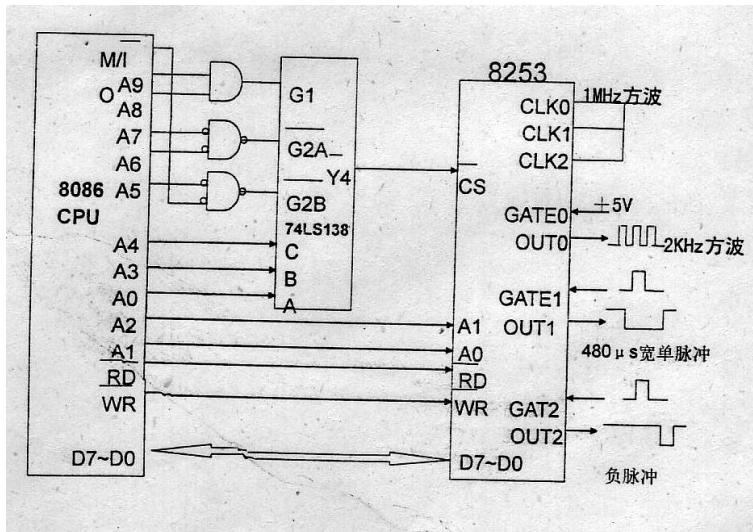 M/I
O
A9
A8
A7
A6
A5
8086
CPU
A4
A3
A0
A2
A1
RD
WR
D7~D0
G1
G2A
Y4
G2B
74LS138
C
B
A
8253
CLK0
1MHz方波
CLK1
CLK2
CS
GATE0
±5V
OUT0
2KHz方波
GATE1
A1
OUT1
A0
480μs宽单脉冲
RD
WR
GAT2
OUT2
D7~D0
负脉冲